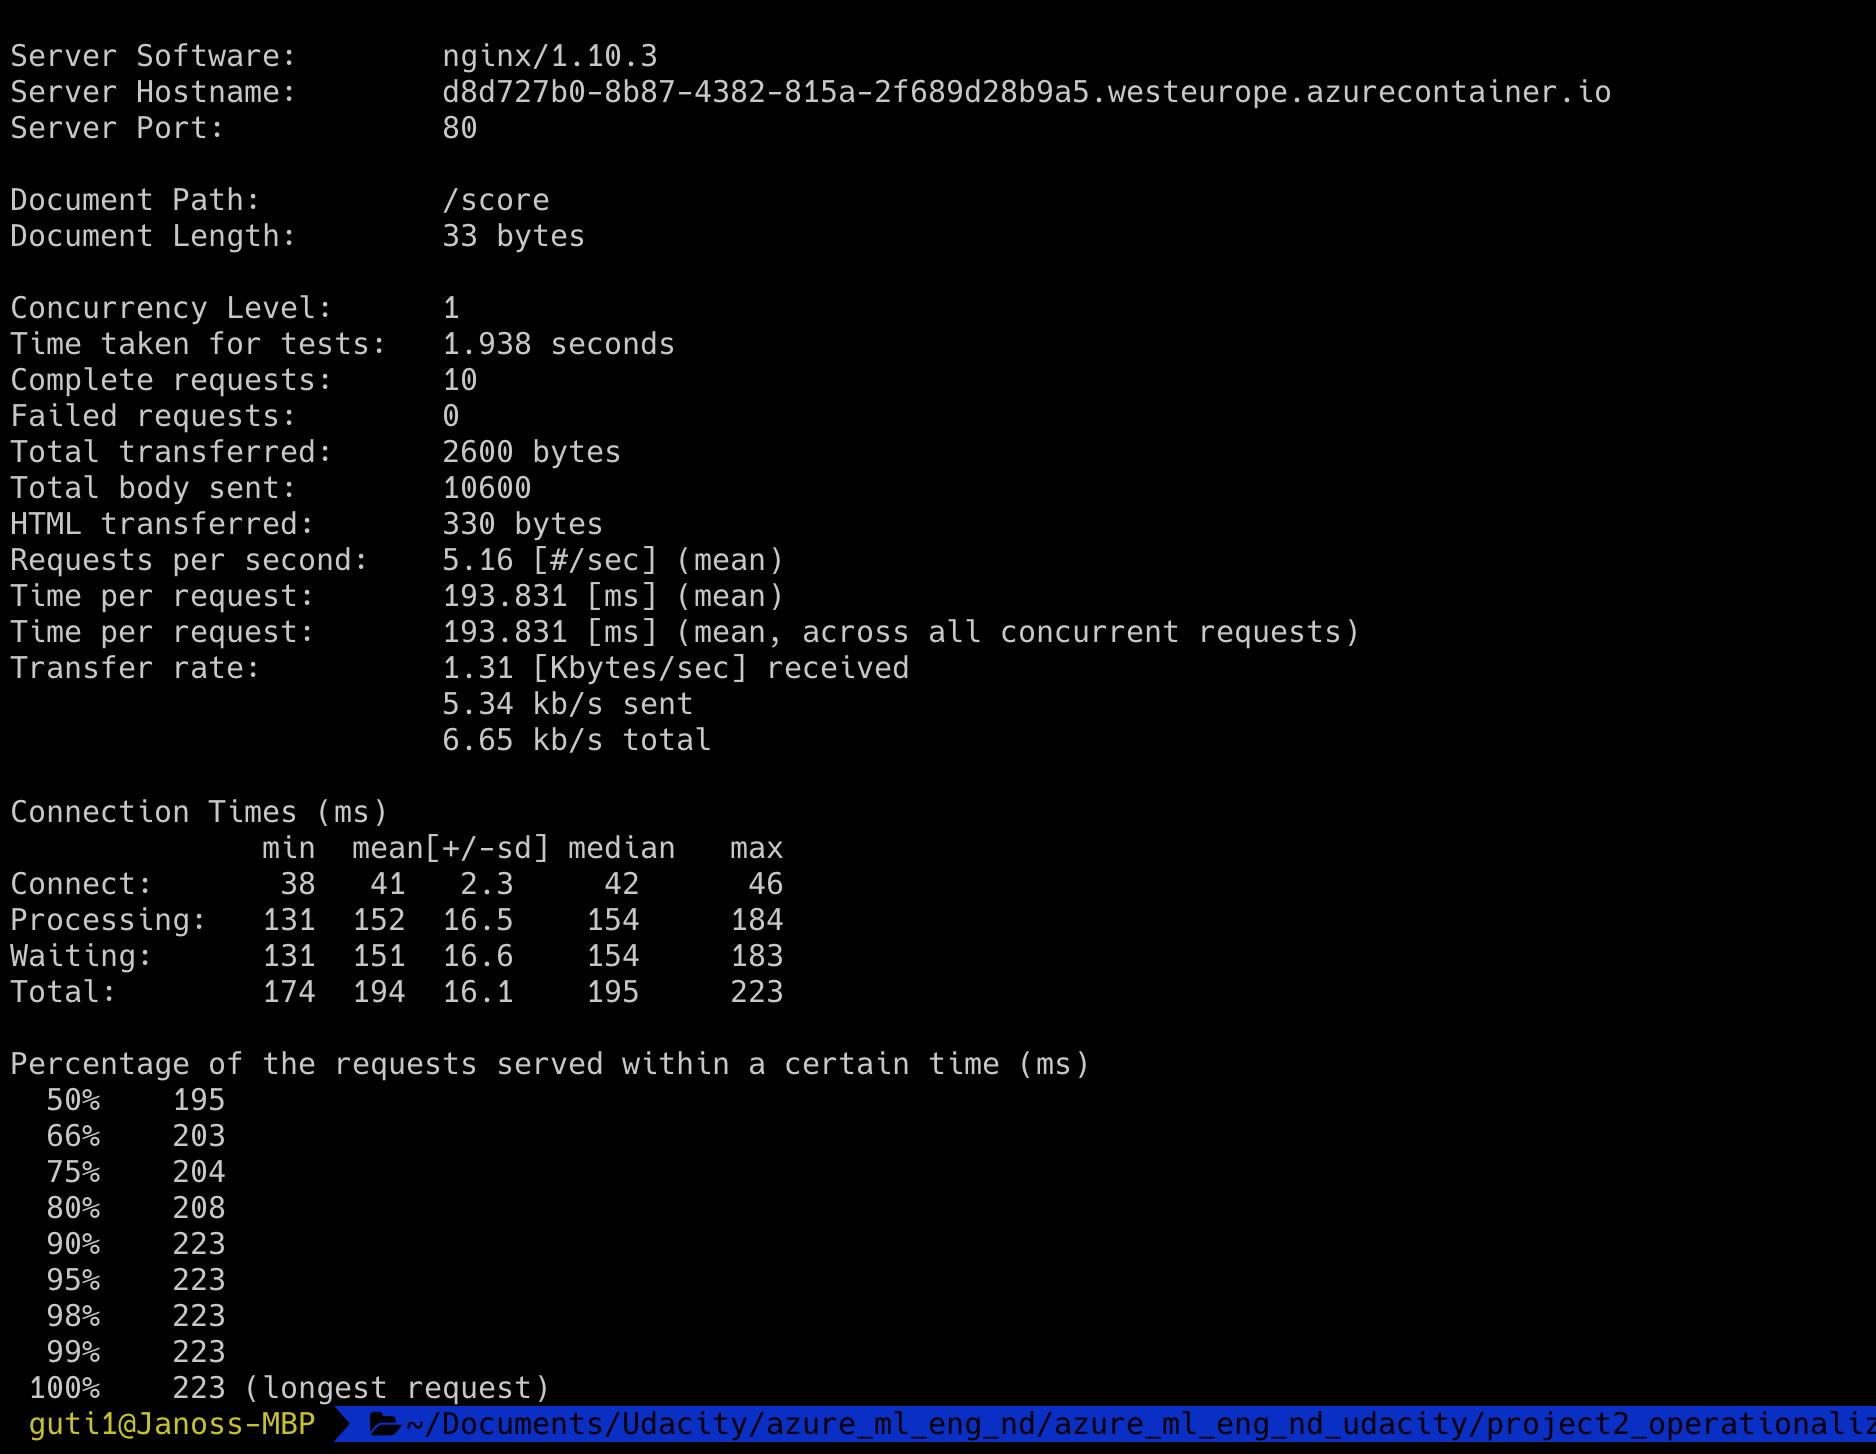 Server Software:        nginx/1.10.3
Server Hostname:        d8d727b0-8b87-4382-815a-2f689d28b9a5.westeurope.azurecontainer.io
Server Port:            80
Document Path:          /score
Document Length:        33 bytes
Concurrency Level:      1
Time taken for tests:   1.938 seconds
Complete requests:      10
Failed requests:        0
Total transferred:      2600 bytes
Total body sent:        10600
HTML transferred:       330 bytes
Requests per second:    5.16 [#/sec] (mean)
Time per request:       193.831 [ms] (mean)
Time per request:       193.831 [ms] (mean, across all concurrent requests)
Transfer rate:          1.31 [Kbytes/sec] received
                        5.34 kb/s sent
                        6.65 kb/s total
Connection Times (ms)
              min  mean[+/-sd] median   max
Connect:       38   41   2.3     42      46
Processing:   131  152  16.5    154     184
Waiting:      131  151  16.6    154     183
Total:        174  194  16.1    195     223
Percentage of the requests served within a certain time (ms)
  50%    195
  66%    203
  75%    204
  80%    208
  90%    223
  95%    223
  98%    223
  99%    223
 100%    223 (longest request)
guti1@Janoss-MBP ~/Documents/Udacity/azure_ml_eng_nd/azure_ml_eng_nd_udacity/project2_operationaliz